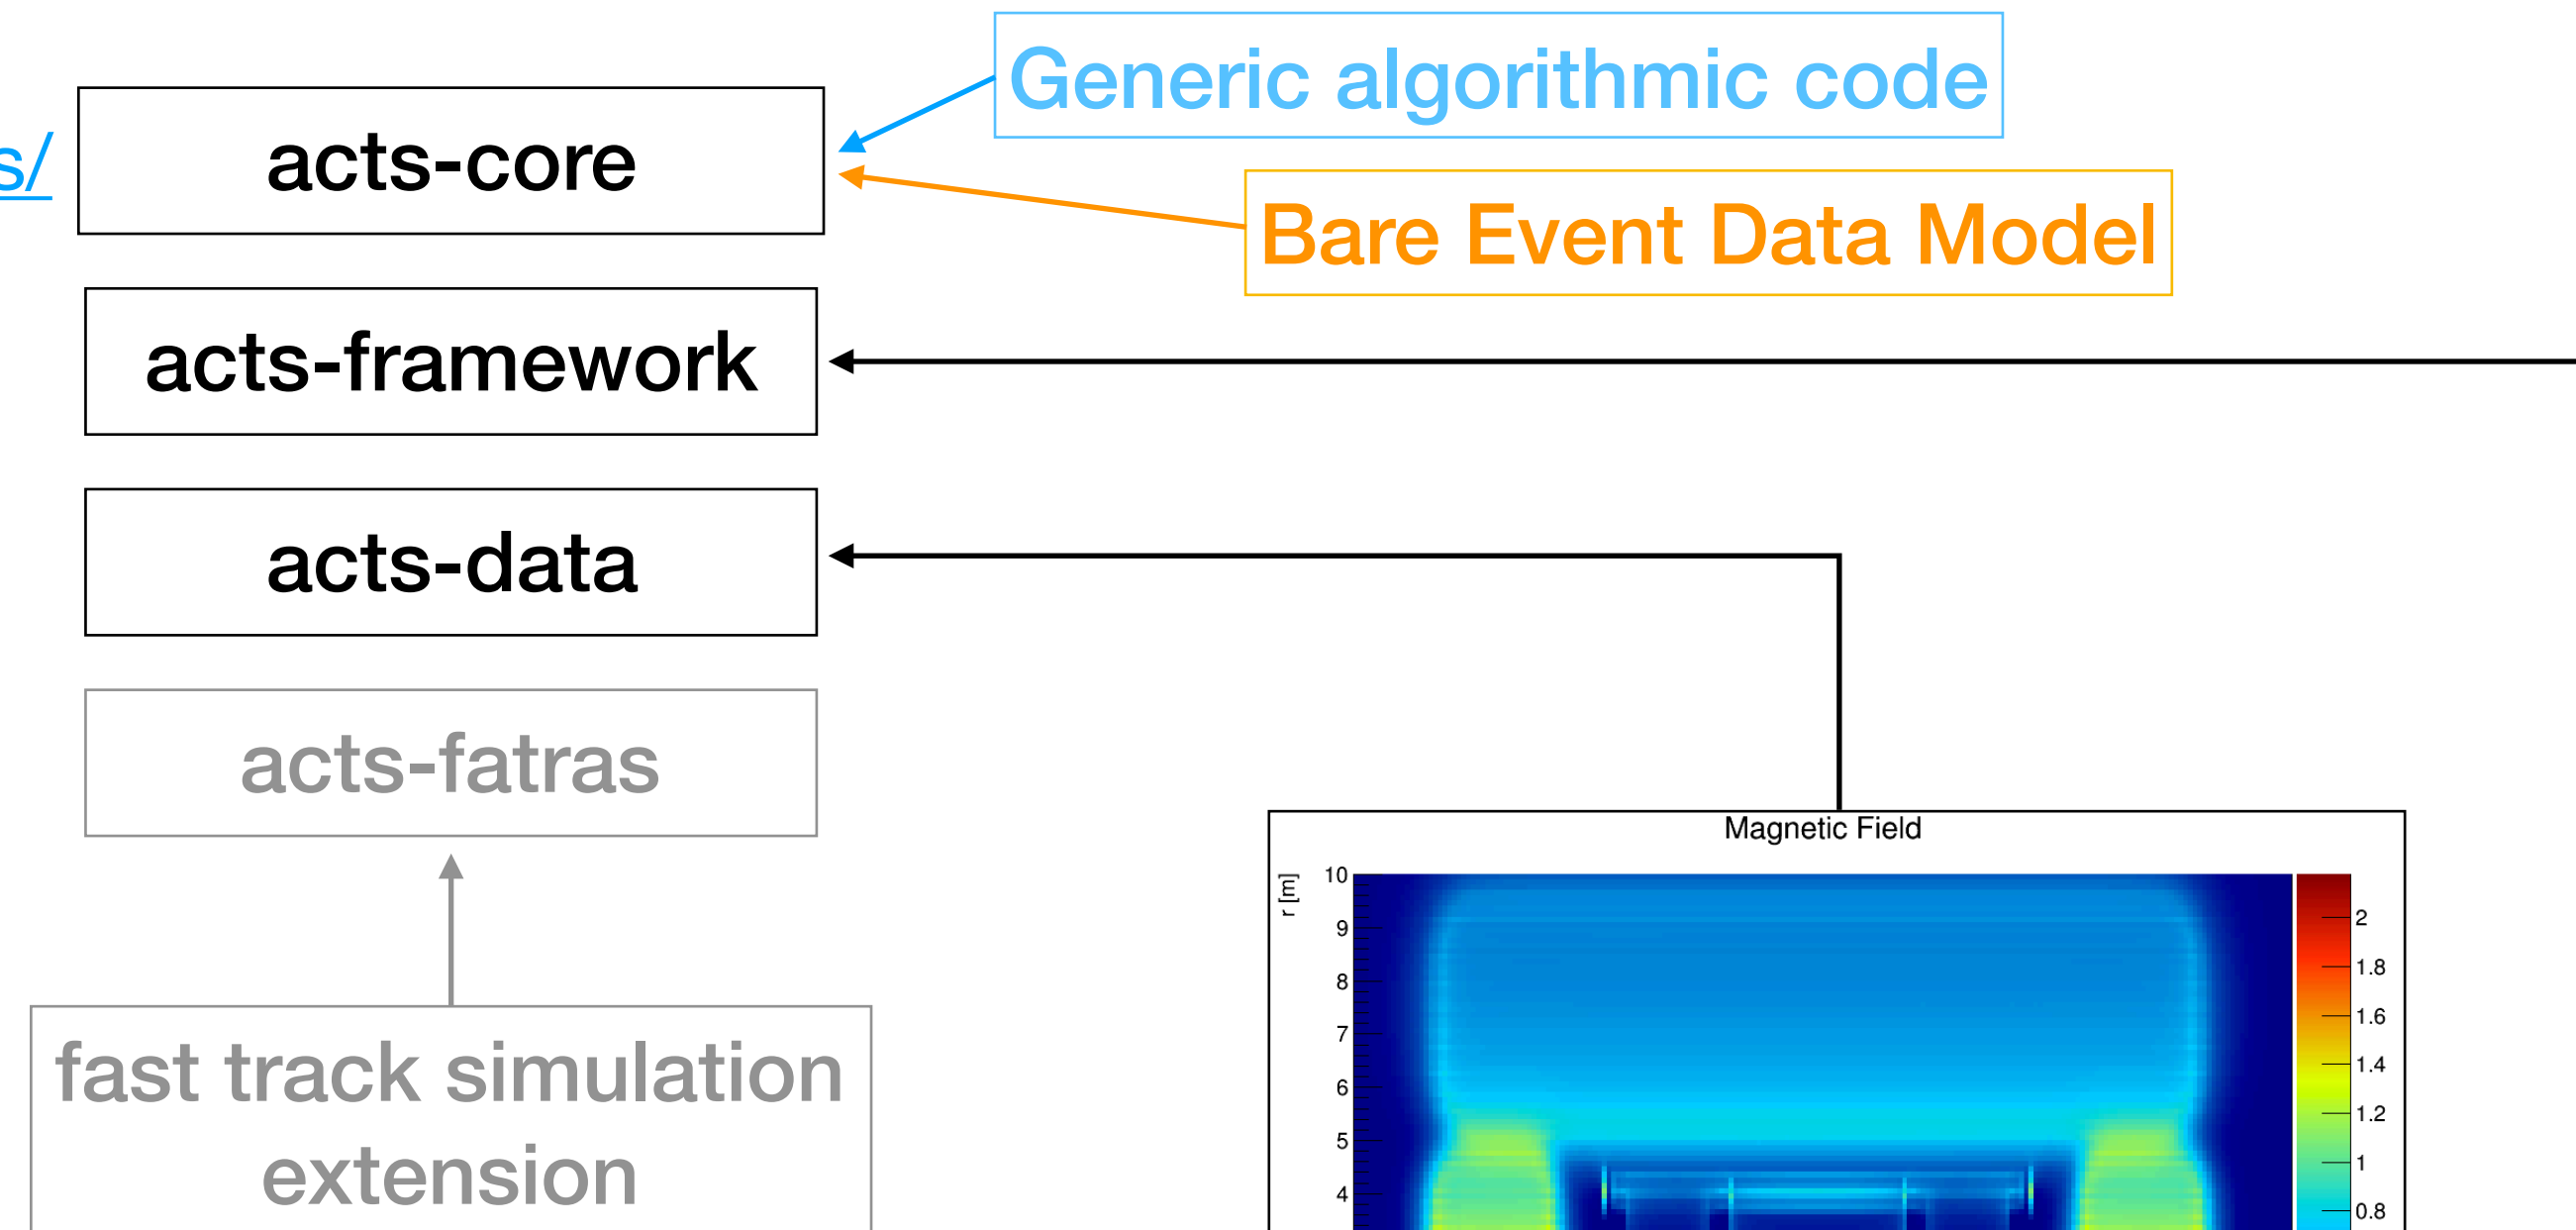 s/
acts-core
Generic algorithmic code
Bare Event Data Model
acts-framework
acts-data
acts-fatras
fast track simulation
extension
Magnetic Field
r [m]
10
9
8
7
6
5
4
2
1.8
1.6
1.4
1.2
1
0.8